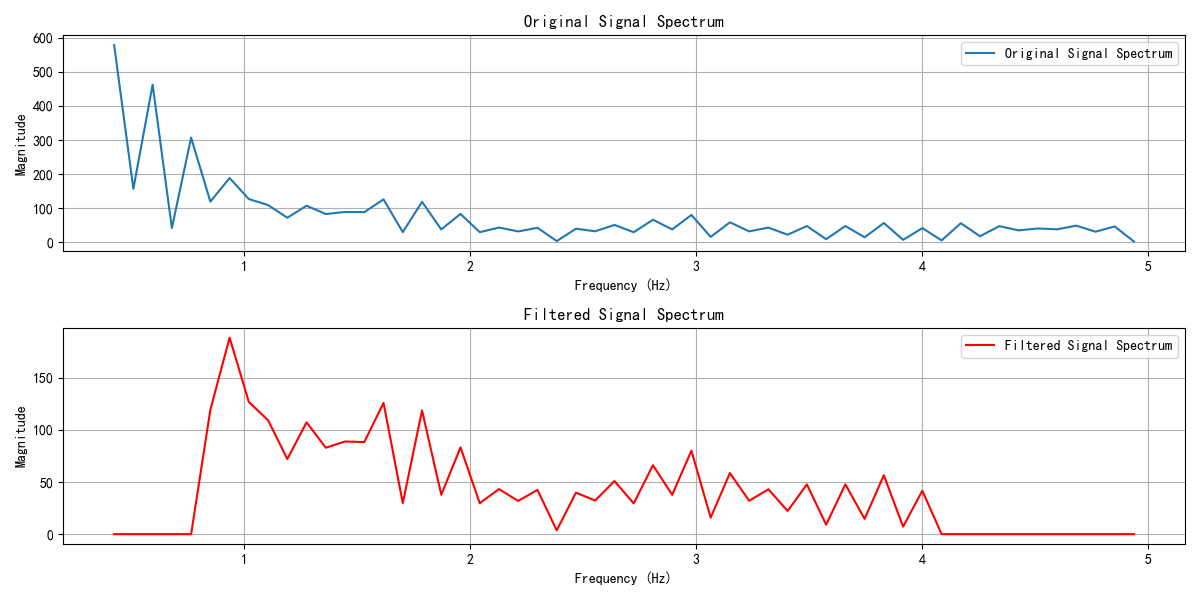 Original Signal Spectrum
Original Signal Spectrum
Magnitude
600
500
400
300
200
100
0
1
2
3
4
5
Frequency (Hz)
Filtered Signal Spectrum
Filtered Signal Spectrum
Magnitude
150
100
50
0
1
2
3
4
5
Frequency (Hz)